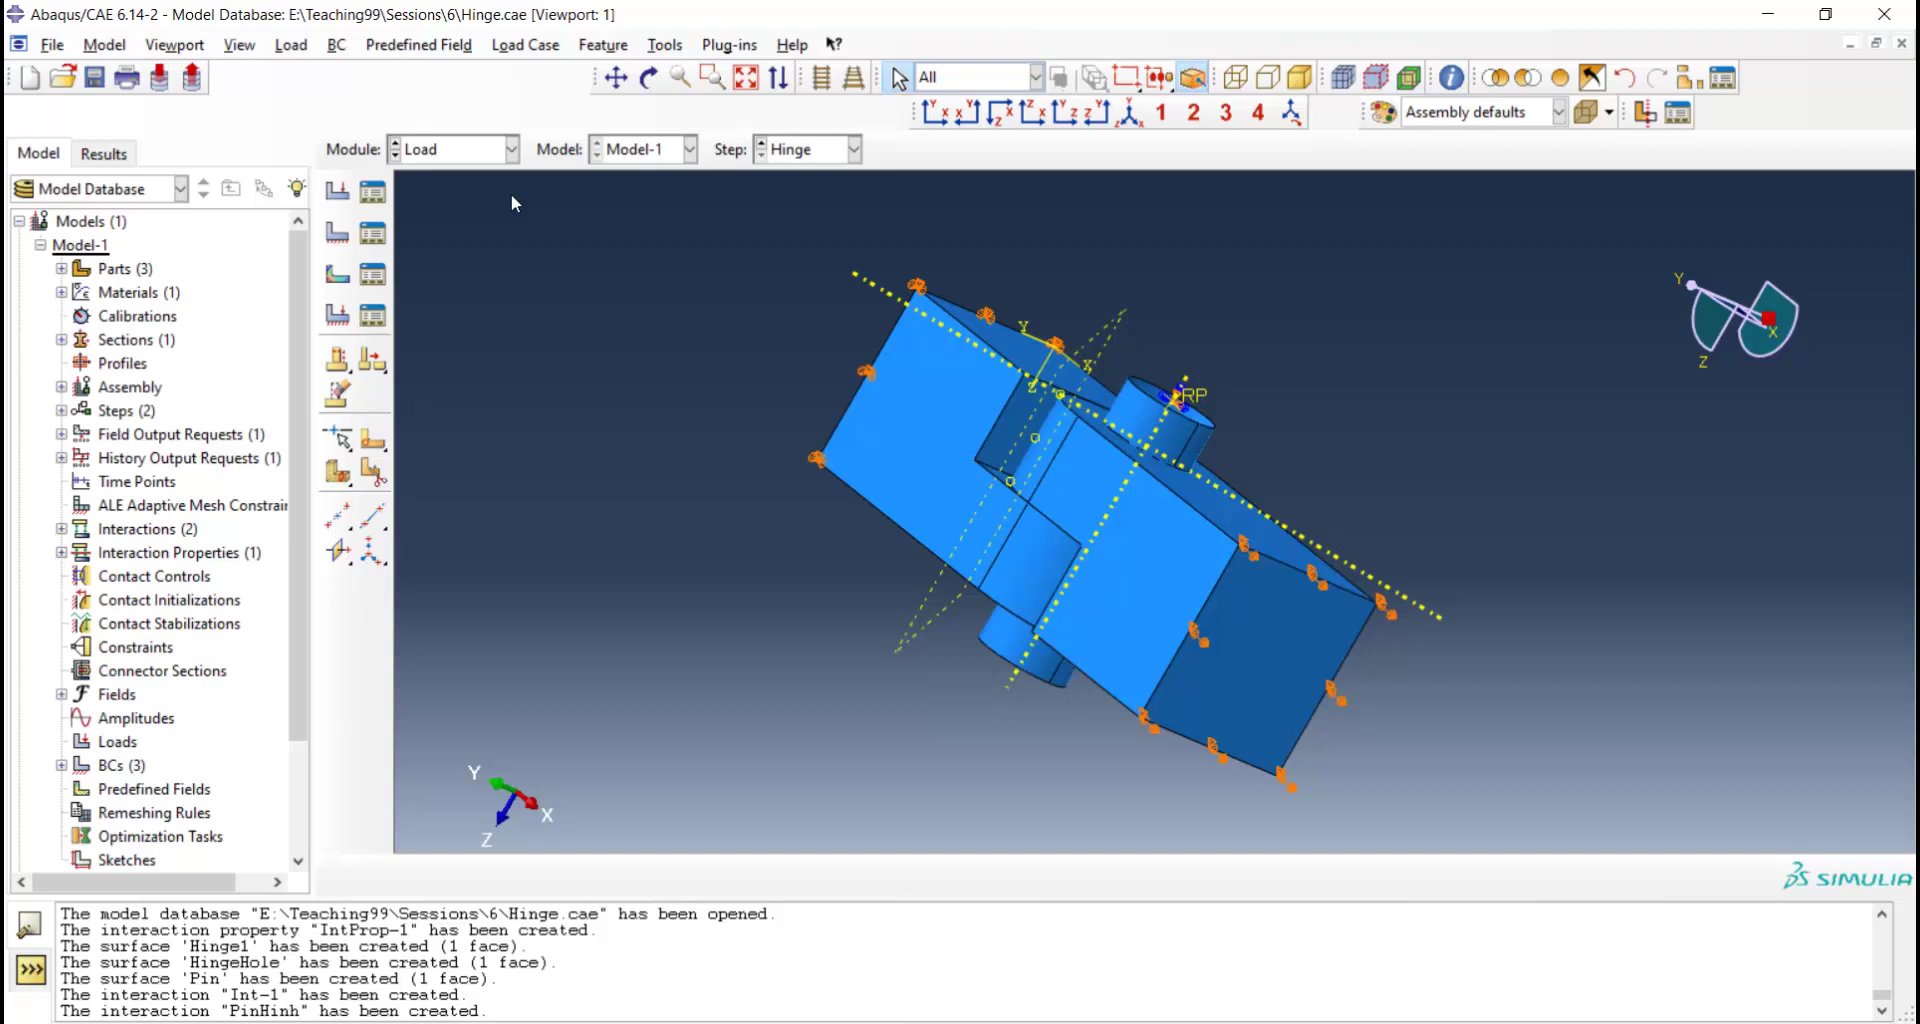 Abaqus/CAE 6.14-2 - Model Database: E:\Teaching99\Sessions\6\Hinge.cae [Viewport: 1]
File Model Viewport View Load BC Predefined Field Load Case Feature Tools Plug-ins Help
All
1 2 3 4 Assembly defaults
Model Results
Module: Load Model: Model-1 Step: Hinge
Model Database
Models (1)
Model-1
Parts (3)
Materials (1)
Calibrations
Sections (1)
Profiles
Assembly
Steps (2)
Field Output Requests (1)
History Output Requests (1)
Time Points
ALE Adaptive Mesh Constrain
Interactions (2)
Interaction Properties (1)
Contact Controls
Contact Initializations
Contact Stabilizations
Constraints
Connector Sections
Fields
Amplitudes
Loads
BCs (3)
Predefined Fields
Remeshing Rules
Optimization Tasks
Sketches
Y
X
Z
RP
Y
X
Z
Y
X
Z
SIMULIA
The model database "E:\Teaching99\Sessions\6\Hinge.cae" has been opened.
The interaction property "IntProp-1" has been created.
The surface 'Hinge1' has been created (1 face).
The surface 'HingeHole' has been created (1 face).
The surface 'Pin' has been created (1 face).
The interaction "Int-1" has been created.
The interaction "PinHinh" has been created.